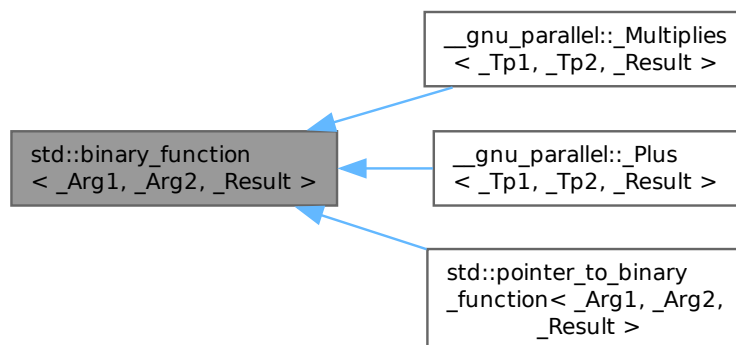 __gnu_parallel::_Multiplies
< _Tp1, _Tp2, _Result >
std::binary_function
< _Arg1, _Arg2, _Result >
__gnu_parallel::_Plus
< _Tp1, _Tp2, _Result >
std::pointer_to_binary
_function< _Arg1, _Arg2,
_Result >